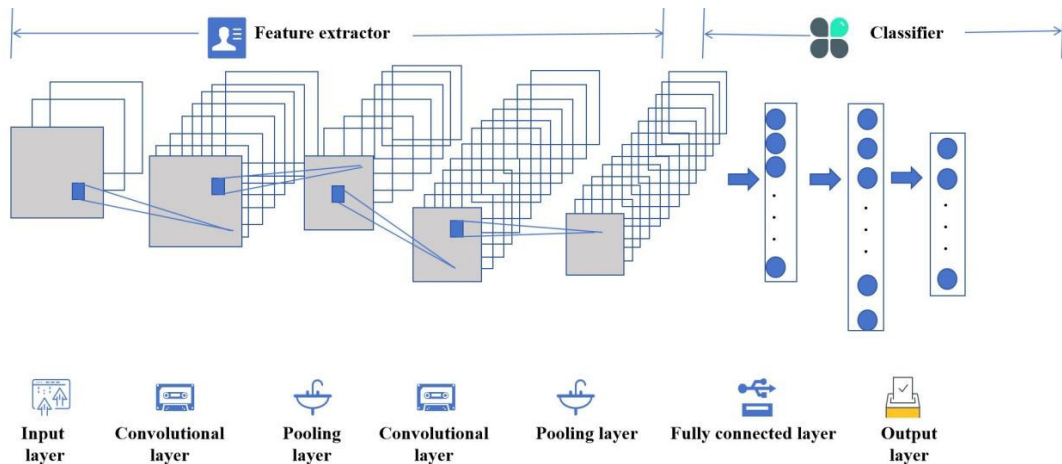 Feature extractor
Classifier
Input
layer
Convolutional
layer
Pooling
layer
Convolutional
layer
Pooling layer
Fully connected layer
Output
layer